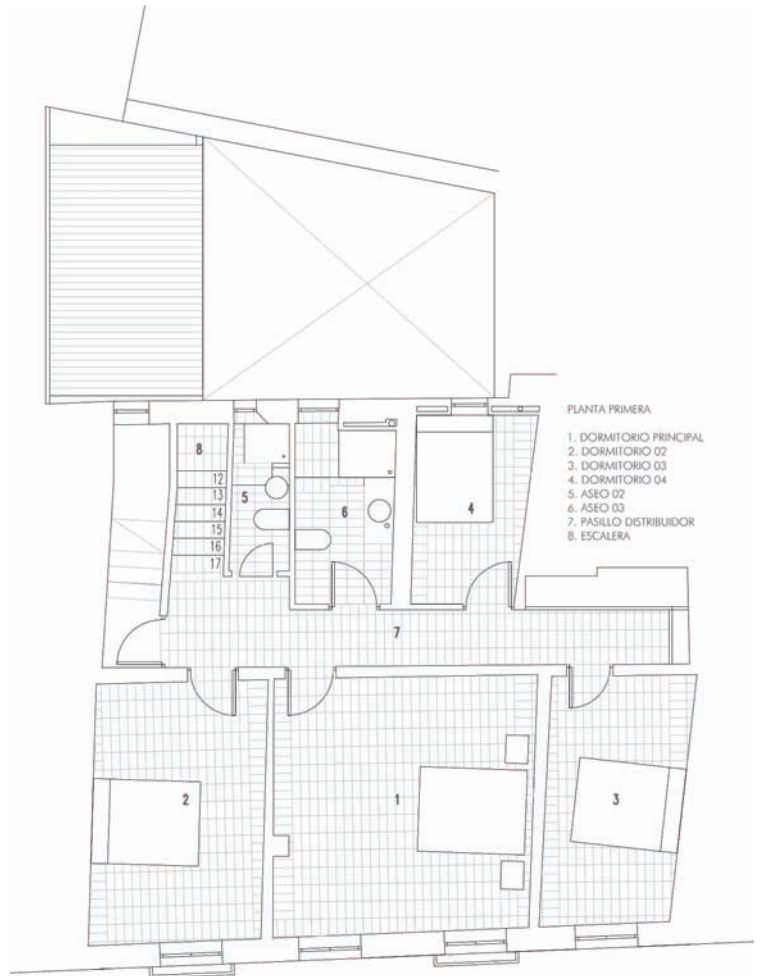 PLANTA PRIMERA
1. DORMITORIO PRINCIPAL
2. DORMITORIO 02
3. DORMITORIO 03
4. DORMITORIO 04
5. ASEO 02
6. ASEO 03
7. PASILLO DISTRIBUIDOR
8. ESCALERA
8
12
13
14
15
16
17
5
6
4
7
2
1
3